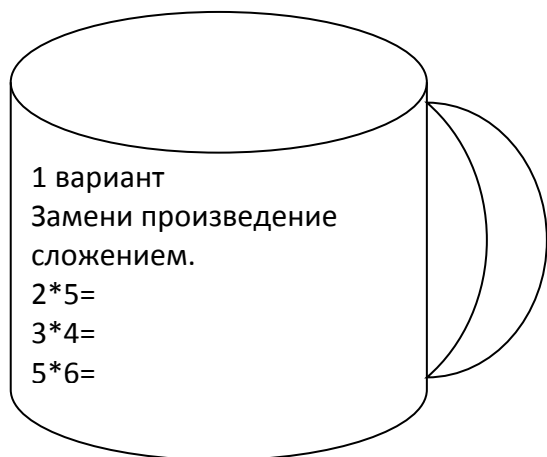 1 вариант
Замени произведение
сложением.
2*5=
3*4=
5*6=